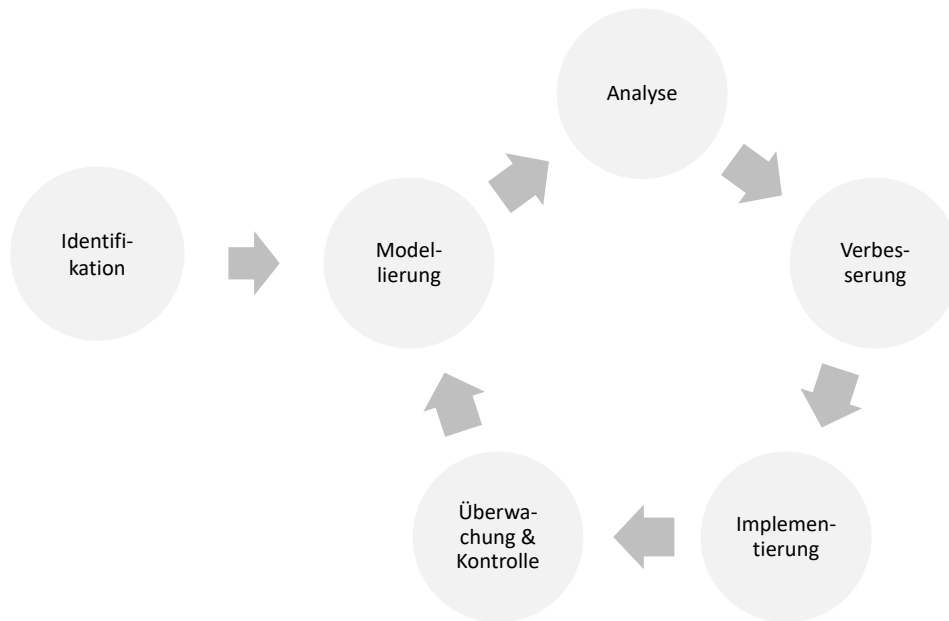 Identifi-
kation
Model-
lierung
Analyse
Verbes-
serung
Implemen-
tierung
Überwa-
chung &
Kontrolle